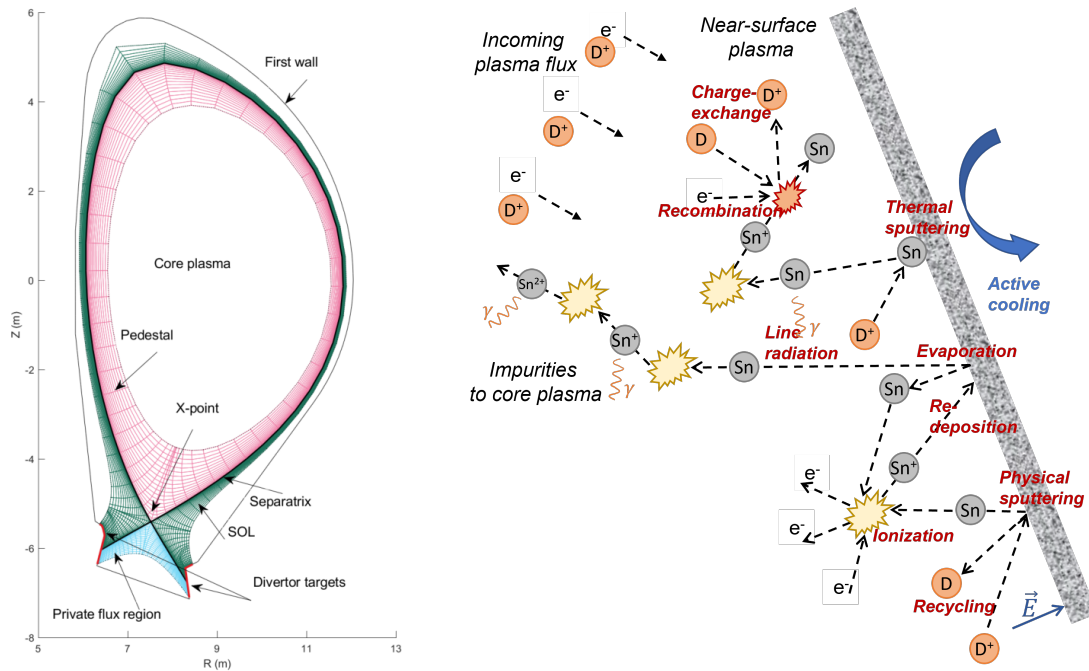 6
4
2
0
-2
-4
-6
-8
Z (m)
5
7
9
11
13
R (m)
First wall
Core plasma
Pedestal
X-point
Separatrix
SOL
Divertor targets
Private flux region
Incoming
plasma flux
e-
D+
e-
D+
e-
D+
Near-surface
plasma
Charge-
exchange
D+
D
Sn
e-
Recombination
Sn+
Thermal
sputtering
Sn
Sn
γ
D+
Active
cooling
Sn2+
γ
Sn+
γ
Line
radiation
Evaporation
Sn
Impurities
to core plasma
Sn
Re-
deposition
Sn+
Physical
sputtering
e-
Sn
e-
Ionization
e-
D
Recycling
E
D+